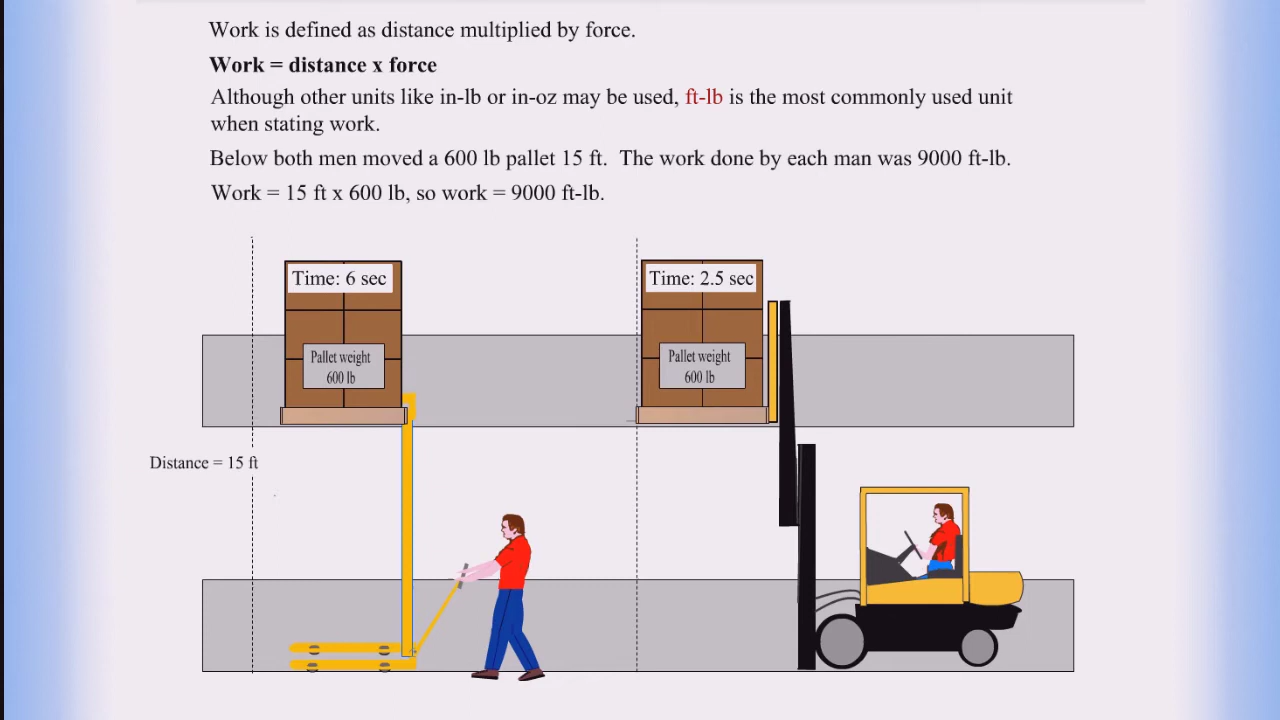 Work is defined as distance multiplied by force.
Work = distance x force
Although other units like in-lb or in-oz may be used, ft-lb is the most commonly used unit
when stating work.
Below both men moved a 600 lb pallet 15 ft. The work done by each man was 9000 ft-lb.
Work = 15 ft x 600 lb, so work = 9000 ft-lb.
Time: 6 sec
Time: 2.5 sec
Pallet weight
600 lb
Pallet weight
600 lb
Distance = 15 ft